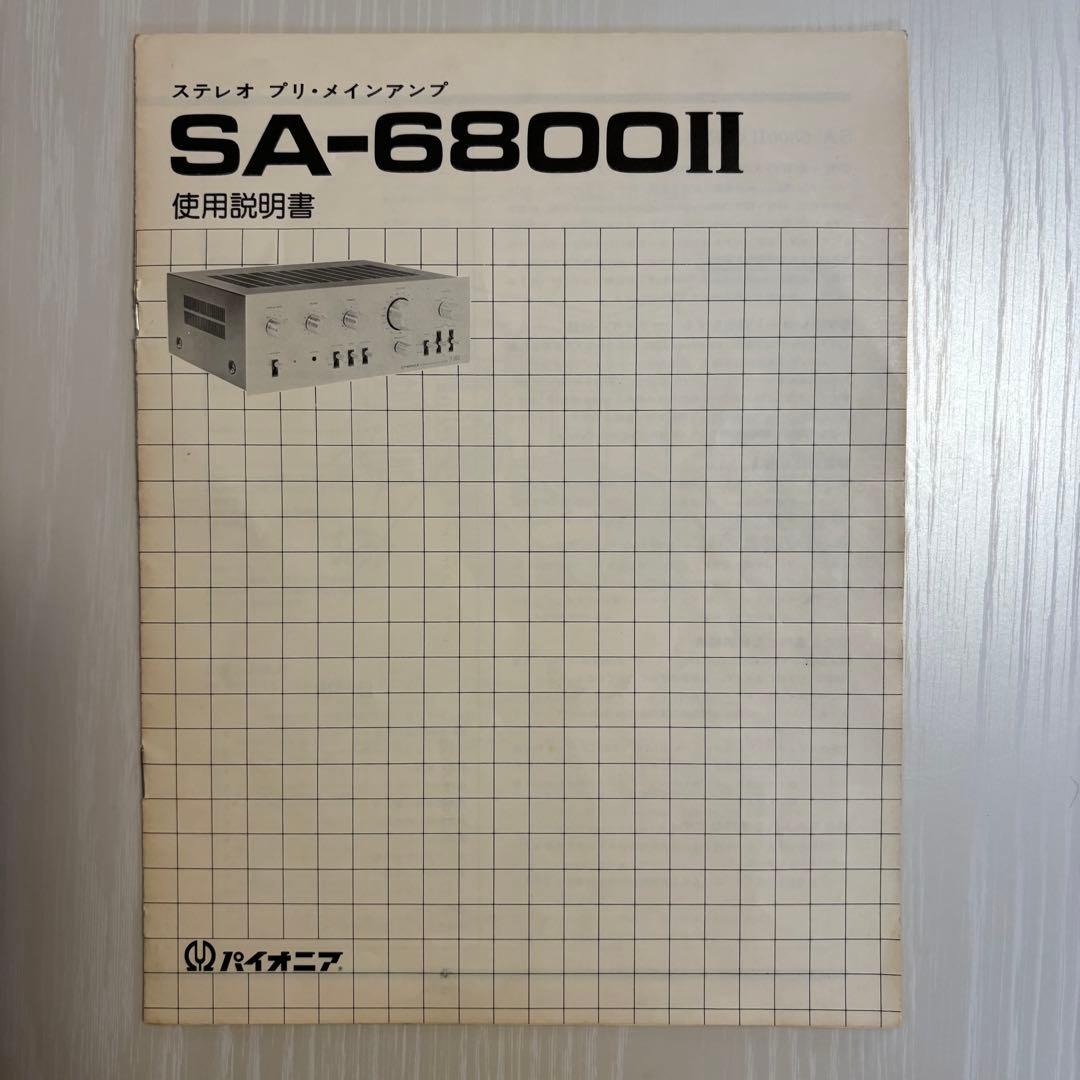 ステレオ プリ・メインアンプ
SA-6800II
使用説明書
パイオニア